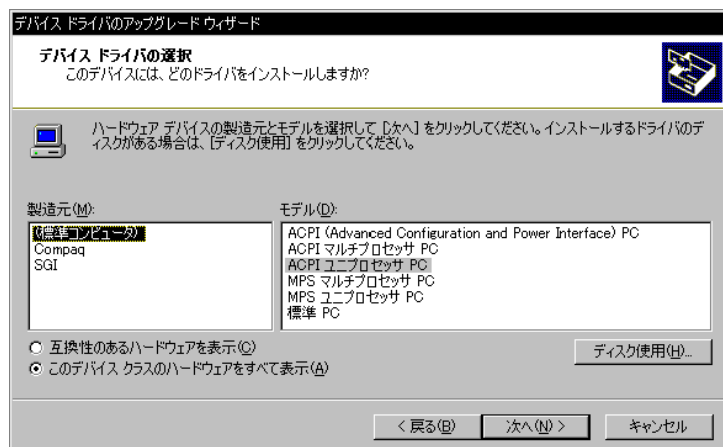 デバイス ドライバのアップグレード ウィザード
デバイス ドライバの選択
このデバイスには、どのドライバをインストールしますか?
ハードウェア デバイスの製造元とモデルを選択して [次へ] をクリックしてください。インストールするドライバのデ
ィスクがある場合は、[ディスク使用] をクリックしてください。
製造元(M):
(標準コンピュータ)
Compaq
SGI
モデル(D):
ACPI (Advanced Configuration and Power Interface) PC
ACPI マルチプロセッサ PC
ACPI ユニプロセッサ PC
MPS マルチプロセッサ PC
MPS ユニプロセッサ PC
標準 PC
互換性のあるハードウェアを表示(C)
このデバイス クラスのハードウェアをすべて表示(A)
ディスク使用(H)...
< 戻る(B)
次へ(N) >
キャンセル